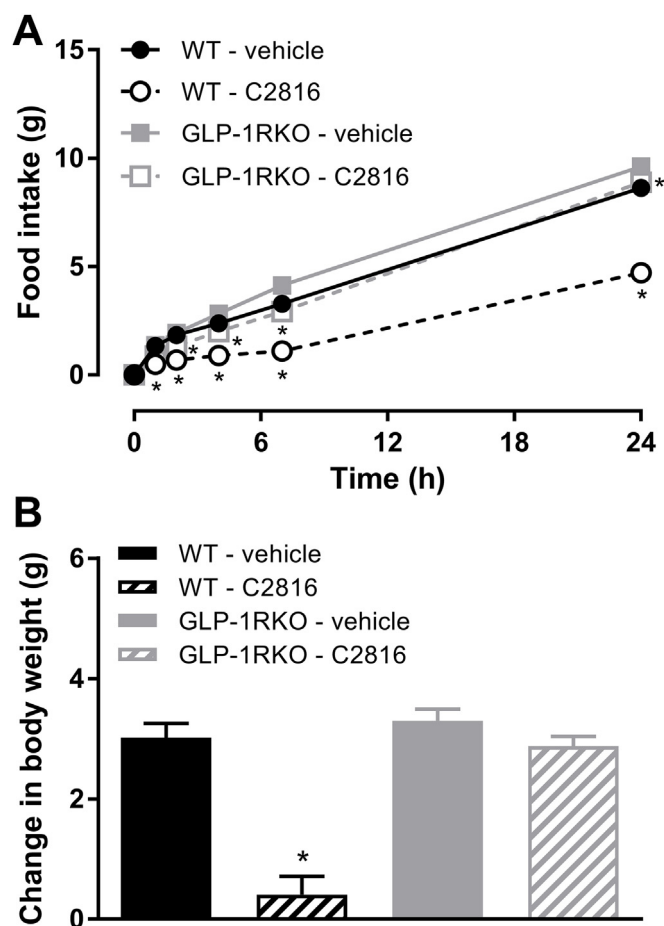 A
15
10
5
0
Food intake (g)
WT - vehicle
WT - C2816
GLP-1RKO - vehicle
GLP-1RKO - C2816
*
*
*
*
*
*
*
*
*
0 6 12 18 24
Time (h)
B
6
4
2
0
Change in body weight (g)
WT - vehicle
WT - C2816
GLP-1RKO - vehicle
GLP-1RKO - C2816
*